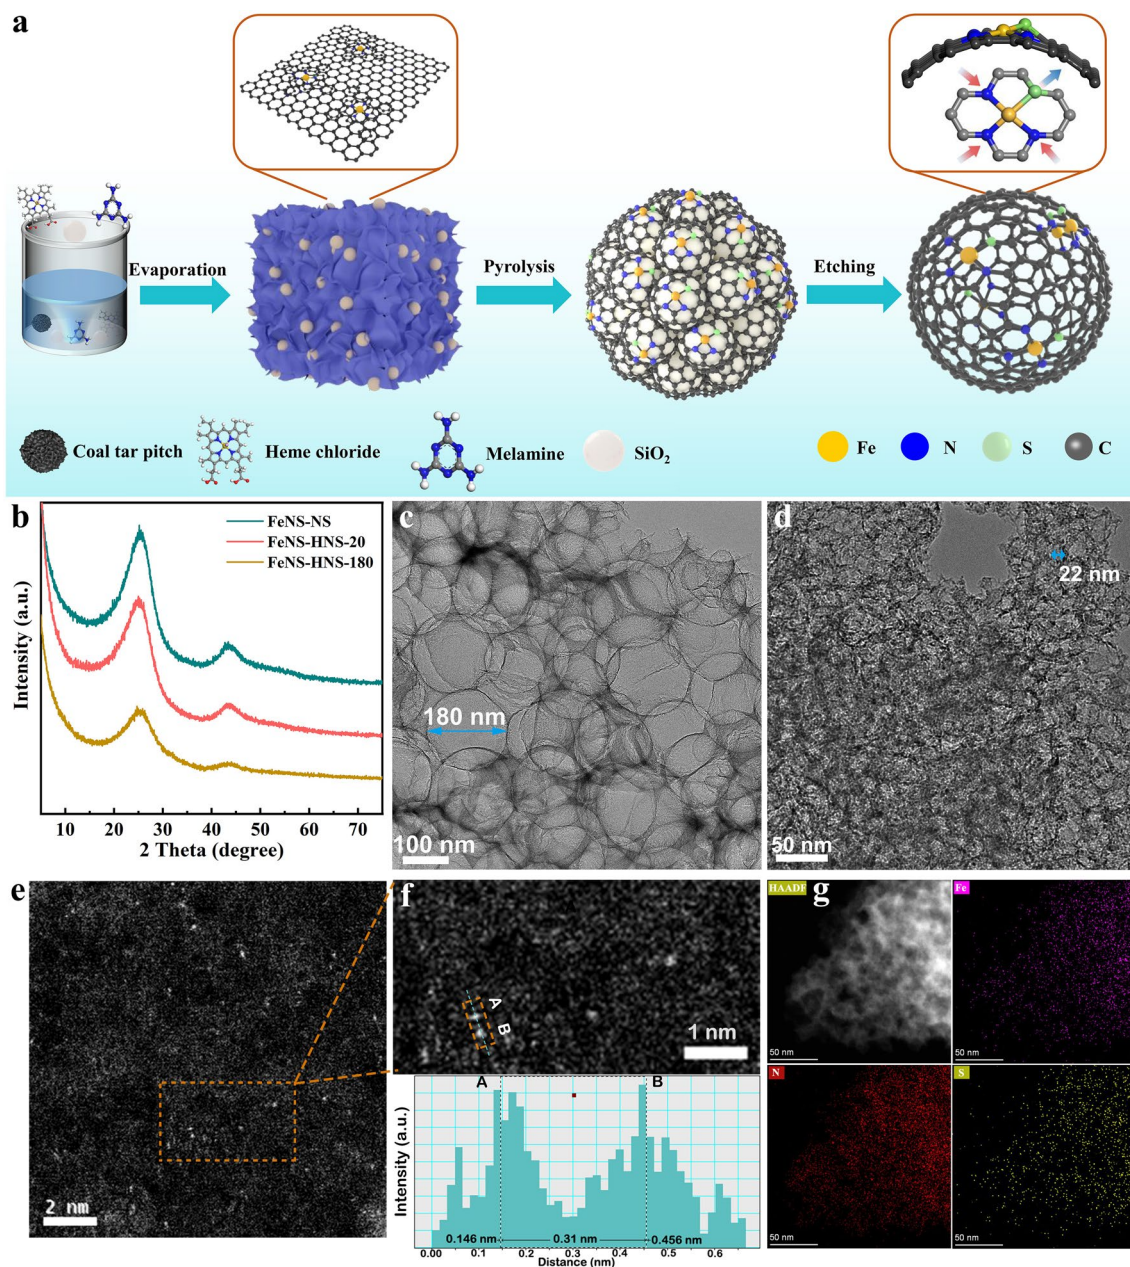 a
Evaporation
Pyrolysis
Etching
Coal tar pitch
Heme chloride
Melamine
SiO₂
Fe
N
S
C
b
FeNS-NS
FeNS-HNS-20
FeNS-HNS-180
Intensity (a.u.)
10 20 30 40 50 60 70
2 Theta (degree)
c
180 nm
100 nm
d
22 nm
50 nm
e
2 nm
f
A
B
1 nm
A B
Intensity (a.u.)
0.146 nm 0.31 nm 0.456 nm
0.00 0.1 0.2 0.3 0.4 0.5 0.6
Distance (nm)
g
HAADF
50 nm
Fe
50 nm
N
50 nm
S
50 nm